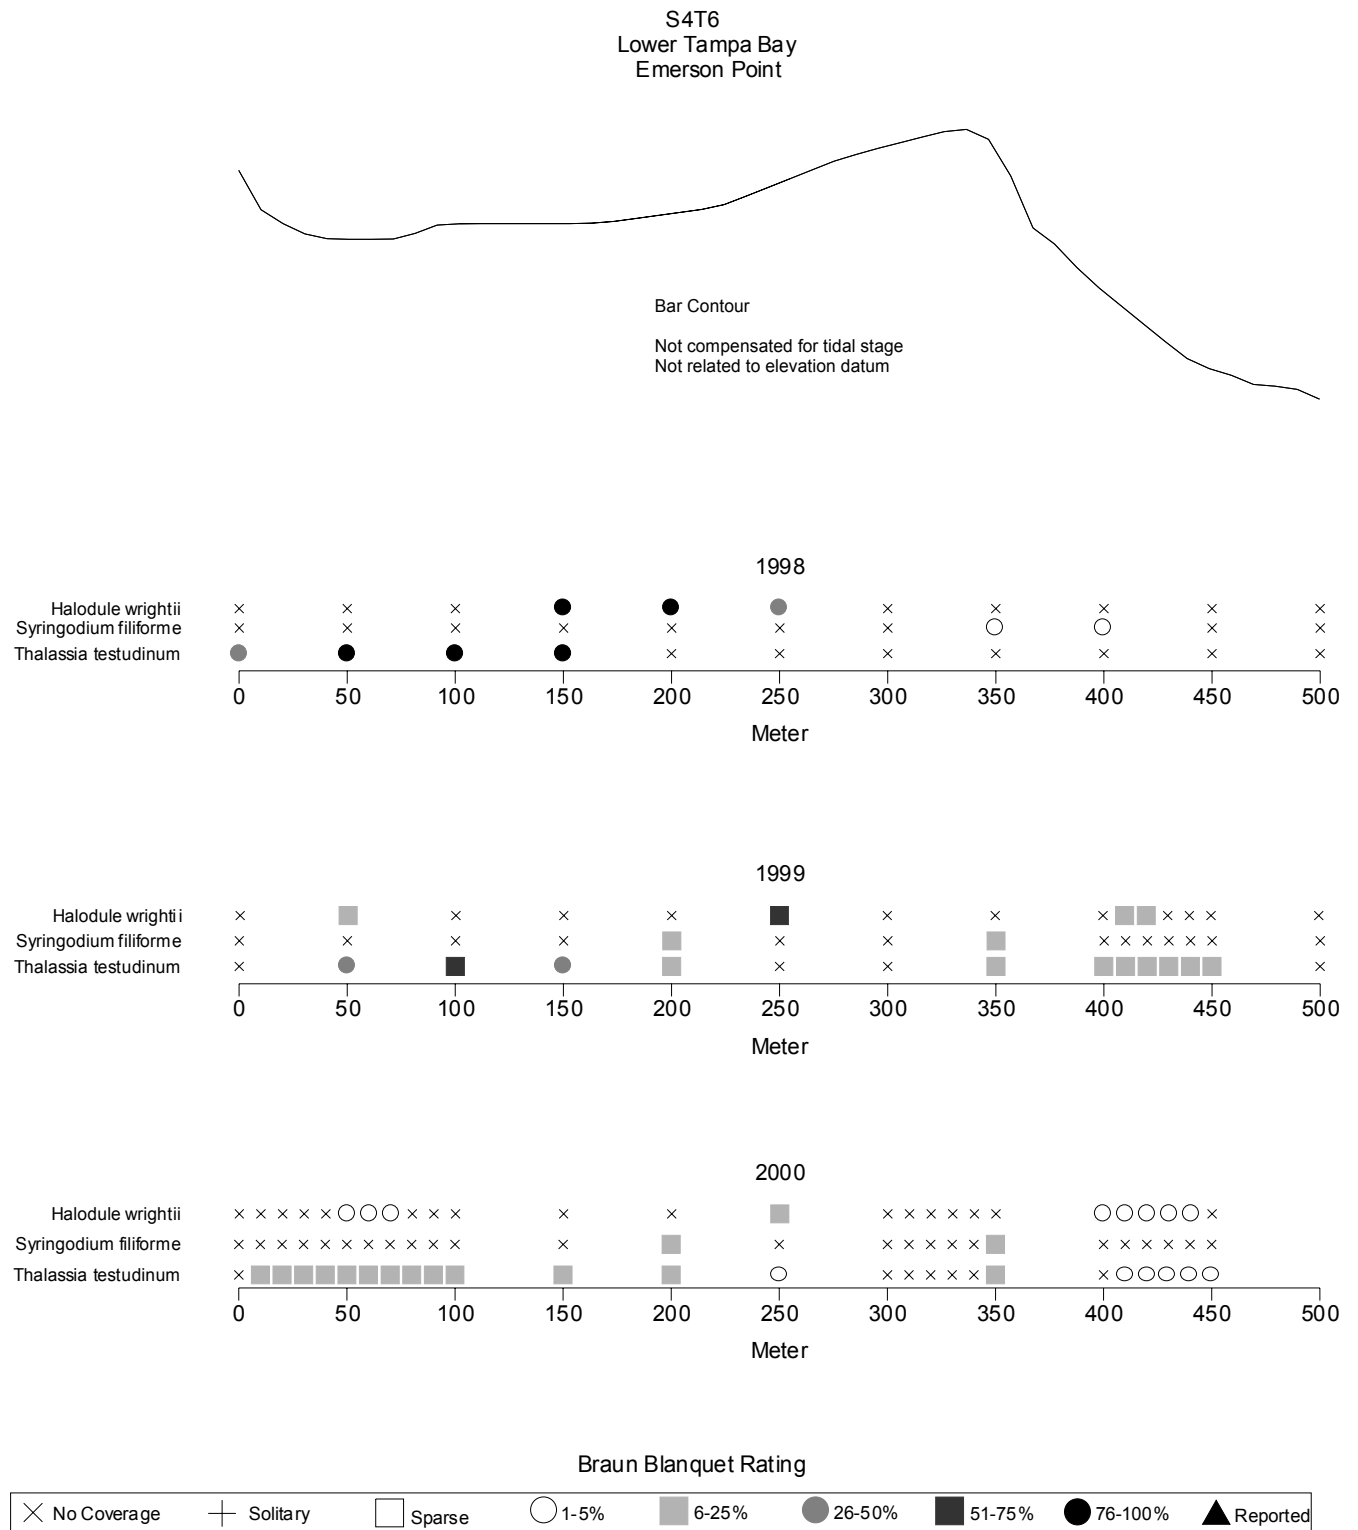 S4T6
Lower Tampa Bay
Emerson Point
Bar Contour
Not compensated for tidal stage
Not related to elevation datum
1998
Halodule wrightii
Syringodium filiforme
Thalassia testudinum
0 50 100 150 200 250 300 350 400 450 500
Meter
1999
Halodule wrightii
Syringodium filiforme
Thalassia testudinum
0 50 100 150 200 250 300 350 400 450 500
Meter
2000
Halodule wrightii
Syringodium filiforme
Thalassia testudinum
0 50 100 150 200 250 300 350 400 450 500
Meter
Braun Blanquet Rating
No Coverage Solitary Sparse 1-5% 6-25% 26-50% 51-75% 76-100% Reported